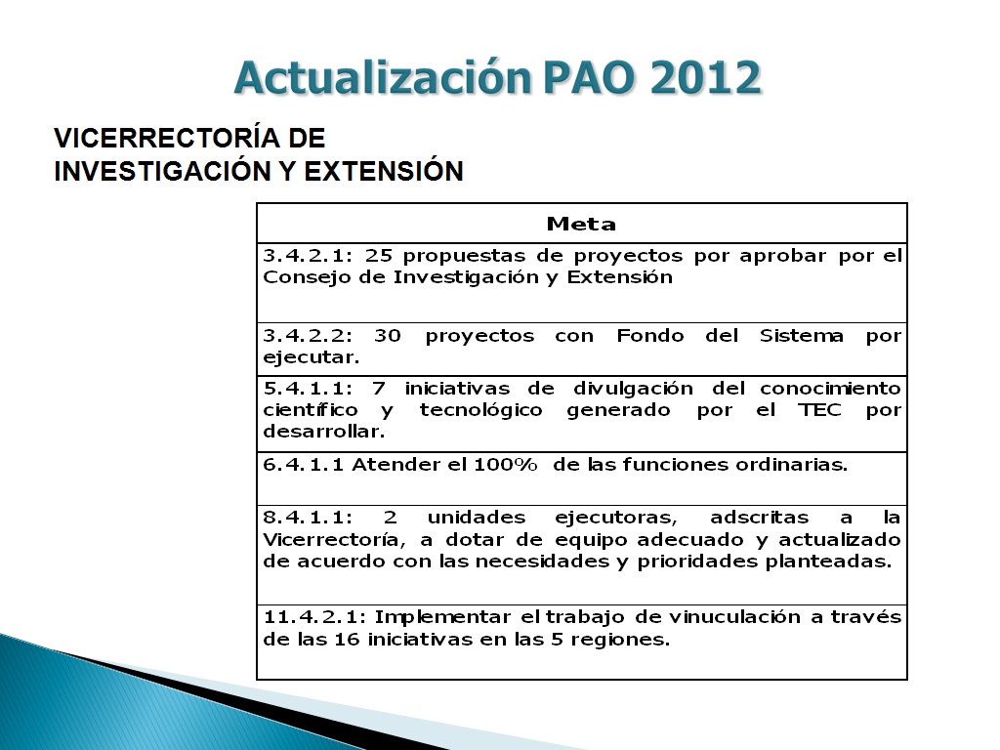 Actualización PAO 2012
VICERRECTORÍA DE
INVESTIGACIÓN Y EXTENSIÓN
Meta
3.4.2.1: 25 propuestas de proyectos por aprobar por el
Consejo de Investigación y Extensión
3.4.2.2: 30 proyectos con Fondo del Sistema por
ejecutar.
5.4.1.1: 7 iniciativas de divulgación del conocimiento
científico y tecnológico generado por el TEC por
desarrollar.
6.4.1.1 Atender el 100% de las funciones ordinarias.
8.4.1.1: 2 unidades ejecutoras, adscritas a la
Vicerrectoría, a dotar de equipo adecuado y actualizado
de acuerdo con las necesidades y prioridades planteadas.
11.4.2.1: Implementar el trabajo de vinuculación a través
de las 16 iniciativas en las 5 regiones.